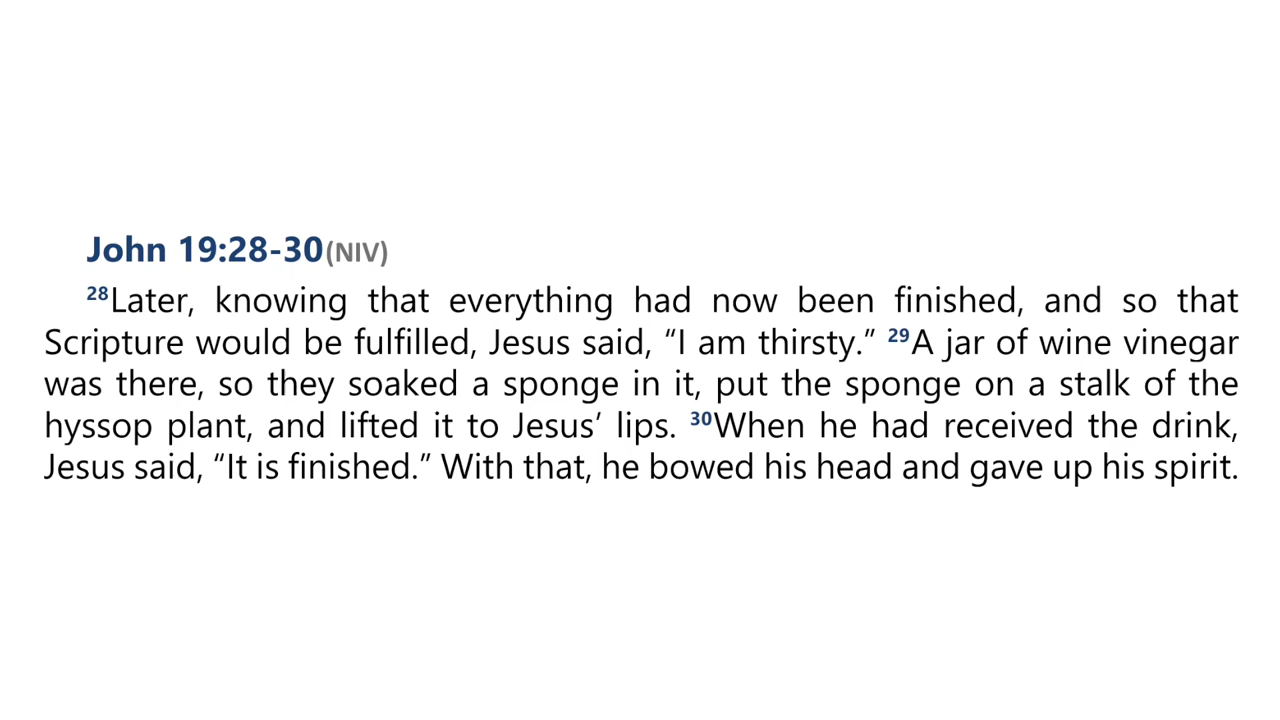 John 19:28-30(NIV)
28Later, knowing that everything had now been finished, and so that
Scripture would be fulfilled, Jesus said, “I am thirsty.” 29A jar of wine vinegar
was there, so they soaked a sponge in it, put the sponge on a stalk of the
hyssop plant, and lifted it to Jesus’ lips. 30When he had received the drink,
Jesus said, “It is finished.” With that, he bowed his head and gave up his spirit.